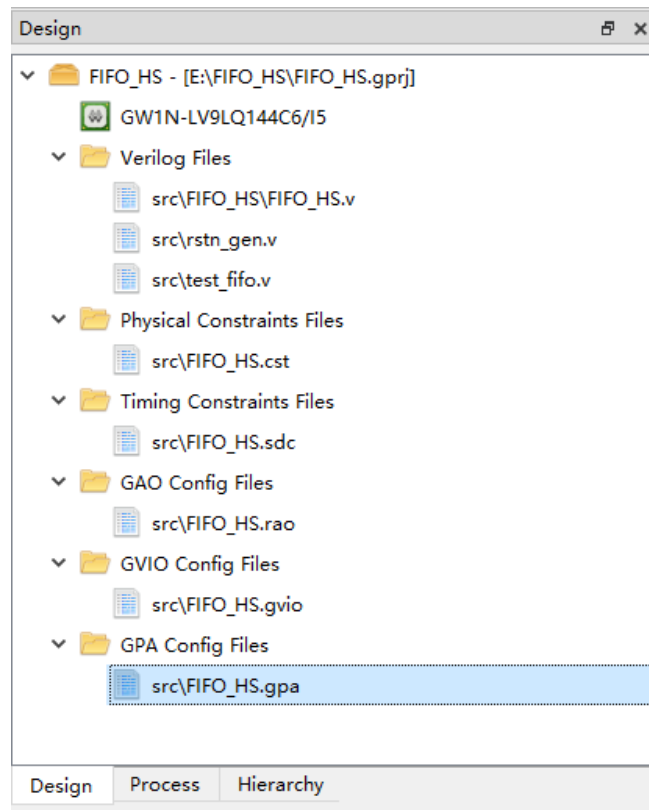 Design
FIFO_HS - [E:\FIFO_HS\FIFO_HS.gprj]
GW1N-LV9LQ144C6/I5
Verilog Files
src\FIFO_HS\FIFO_HS.v
src\rstn_gen.v
src\test_fifo.v
Physical Constraints Files
src\FIFO_HS.cst
Timing Constraints Files
src\FIFO_HS.sdc
GAO Config Files
src\FIFO_HS.rao
GVIO Config Files
src\FIFO_HS.gvio
GPA Config Files
src\FIFO_HS.gpa
Design Process Hierarchy